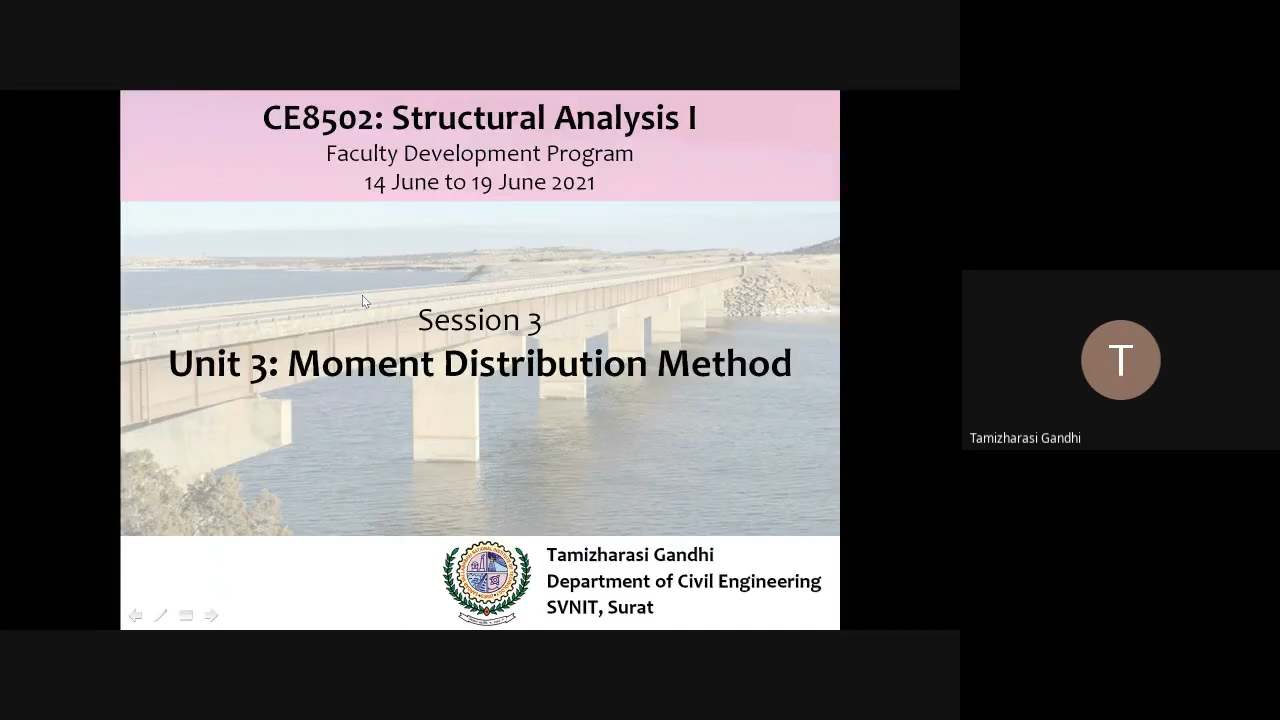 CE8502: Structural Analysis I
Faculty Development Program
14 June to 19 June 2021
Session 3
Unit 3: Moment Distribution Method
Tamizharasi Gandhi
Department of Civil Engineering
SVNIT, Surat
T
Tamizharasi Gandhi